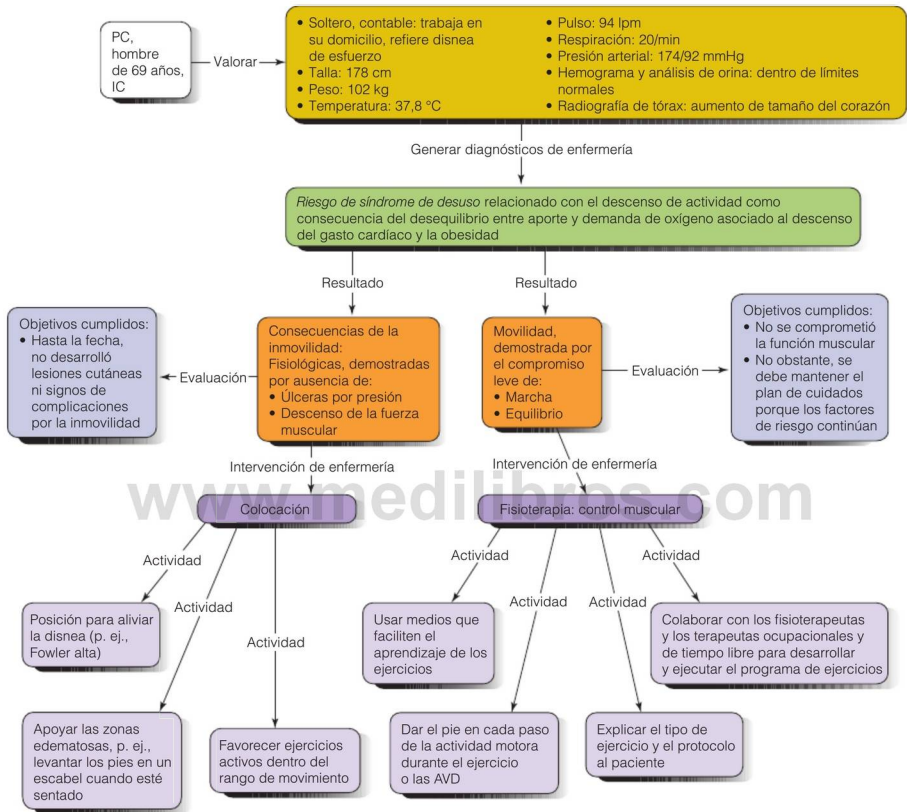 PC,
hombre
de 69 años,
IC
Valorar
• Soltero, contable: trabaja en
su domicilio, refiere disnea
de esfuerzo
• Talla: 178 cm
• Peso: 102 kg
• Temperatura: 37,8 °C
• Pulso: 94 lpm
• Respiración: 20/min
• Presión arterial: 174/92 mmHg
• Hemograma y análisis de orina: dentro de límites
normales
• Radiografía de tórax: aumento de tamaño del corazón
Generar diagnósticos de enfermería
Riesgo de síndrome de desuso relacionado con el descenso de actividad como
consecuencia del desequilibrio entre aporte y demanda de oxígeno asociado al descenso
del gasto cardíaco y la obesidad
Resultado
Resultado
Objetivos cumplidos:
• Hasta la fecha,
no desarrolló
lesiones cutáneas
ni signos de
complicaciones
por la inmovilidad
Evaluación
Consecuencias de la
inmovilidad:
Fisiológicas, demostradas
por ausencia de:
• Úlceras por presión
• Descenso de la fuerza
muscular
Movilidad,
demostrada por
el compromiso
leve de:
• Marcha
• Equilibrio
Evaluación
Objetivos cumplidos:
• No se comprometió
la función muscular
• No obstante, se
debe mantener el
plan de cuidados
porque los factores
de riesgo continúan
Intervención de enfermería
Intervención de enfermería
www.medilibros.com
Colocación
Fisioterapia: control muscular
Actividad
Actividad
Actividad
Actividad
Actividad
Actividad
Actividad
Posición para aliviar
la disnea (p. ej.,
Fowler alta)
Usar medios que
faciliten el
aprendizaje de los
ejercicios
Colaborar con los fisioterapeutas
y los terapeutas ocupacionales y
de tiempo libre para desarrollar
y ejecutar el programa de ejercicios
Apoyar las zonas
edematosas, p. ej.,
levantar los pies en un
escabel cuando esté
sentado
Favorecer ejercicios
activos dentro del
rango de movimiento
Dar el pie en cada paso
de la actividad motora
durante el ejercicio
o las AVD
Explicar el tipo de
ejercicio y el protocolo
al paciente